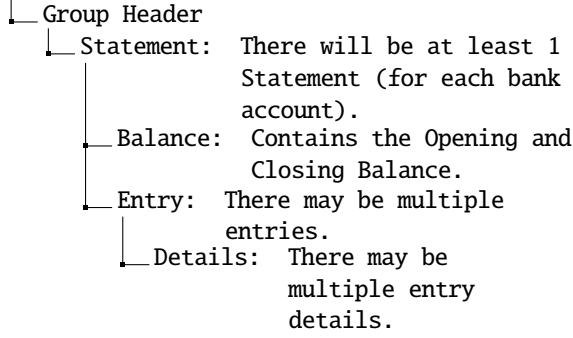 Group Header
Statement: There will be at least 1
Statement (for each bank
account).
Balance: Contains the Opening and
Closing Balance.
Entry: There may be multiple
entries.
Details: There may be
multiple entry
details.